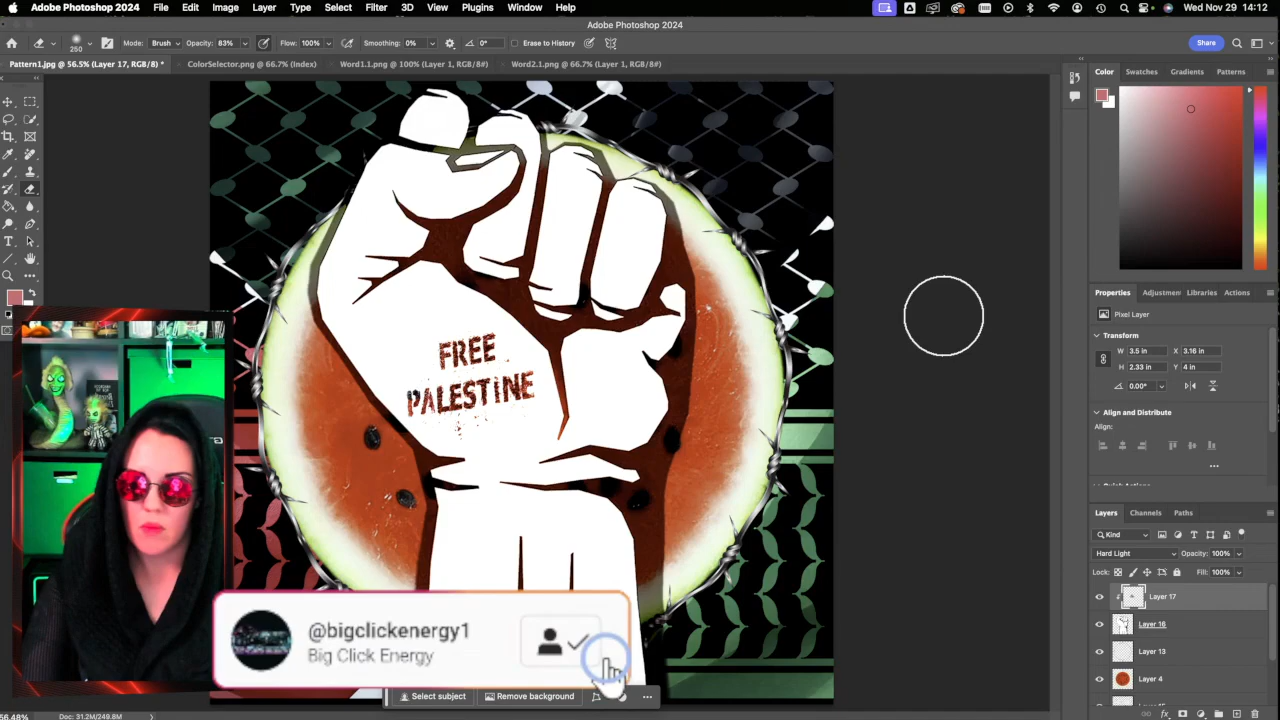 Adobe Photoshop 2024 File Edit Image Layer Type Select Filter 3D View Plugins Window Help Wed Nov 29 14:12
Adobe Photoshop 2024
250 Mode: Brush Opacity: 83% Flow: 100% Smoothing: 0% 0° Erase to History Share
Pattern1.jpg @ 56.5% (Layer 17, RGB/8) * ColorSelector.png @ 66.7% (Index) Word1.1.png @ 100% (Layer 1, RGB/8#) Word2.1.png @ 66.7% (Layer 1, RGB/8#)
Color Swatches Gradients Patterns
Properties Adjustmen Libraries Actions
Pixel Layer
Transform
W 3.5 in X 3.16 in
H 2.33 in Y 4 in
0.00°
Align and Distribute
Align:
FREE
PALESTINE
Layers Channels Paths
Kind
Hard Light Opacity: 100%
Lock: Fill: 100%
Layer 17
Layer 16
Layer 13
Layer 4
@bigclickenergy1
Big Click Energy
Select subject Remove background
56.48% Doc: 31.2M/249.8M